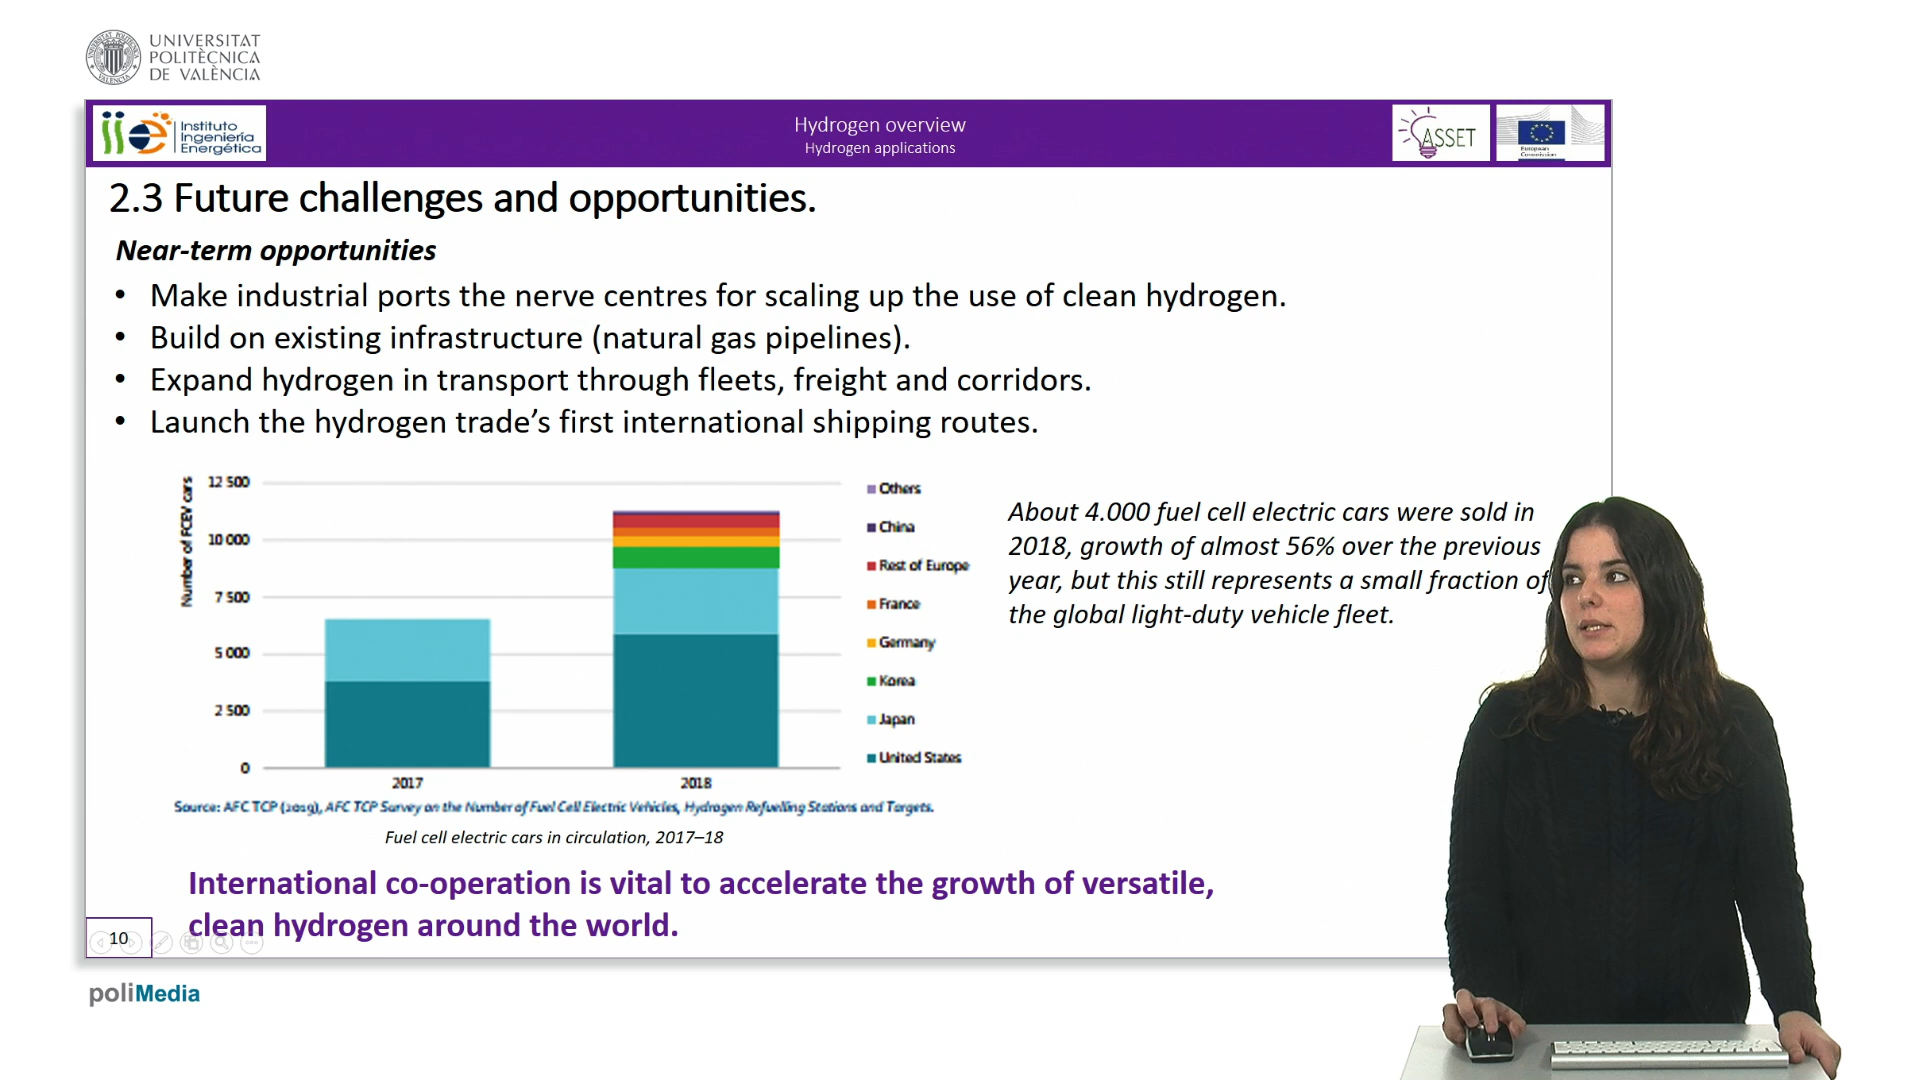 UNIVERSITAT
POLITÈCNICA
DE VALÈNCIA
Instituto
Ingeniería
Energética
Hydrogen overview
Hydrogen applications
ASSET
European
Commission
2.3 Future challenges and opportunities.
Near-term opportunities
• Make industrial ports the nerve centres for scaling up the use of clean hydrogen.
• Build on existing infrastructure (natural gas pipelines).
• Expand hydrogen in transport through fleets, freight and corridors.
• Launch the hydrogen trade’s first international shipping routes.
Number of FCEV cars
12 500
10 000
7 500
5 000
2 500
0
2017
2018
Others
China
Rest of Europe
France
Germany
Korea
Japan
United States
Source: AFC TCP (2019), AFC TCP Survey on the Number of Fuel Cell Electric Vehicles, Hydrogen Refuelling Stations and Targets.
Fuel cell electric cars in circulation, 2017–18
About 4.000 fuel cell electric cars were sold in
2018, growth of almost 56% over the previous
year, but this still represents a small fraction of
the global light-duty vehicle fleet.
International co-operation is vital to accelerate the growth of versatile,
clean hydrogen around the world.
10
poliMedia